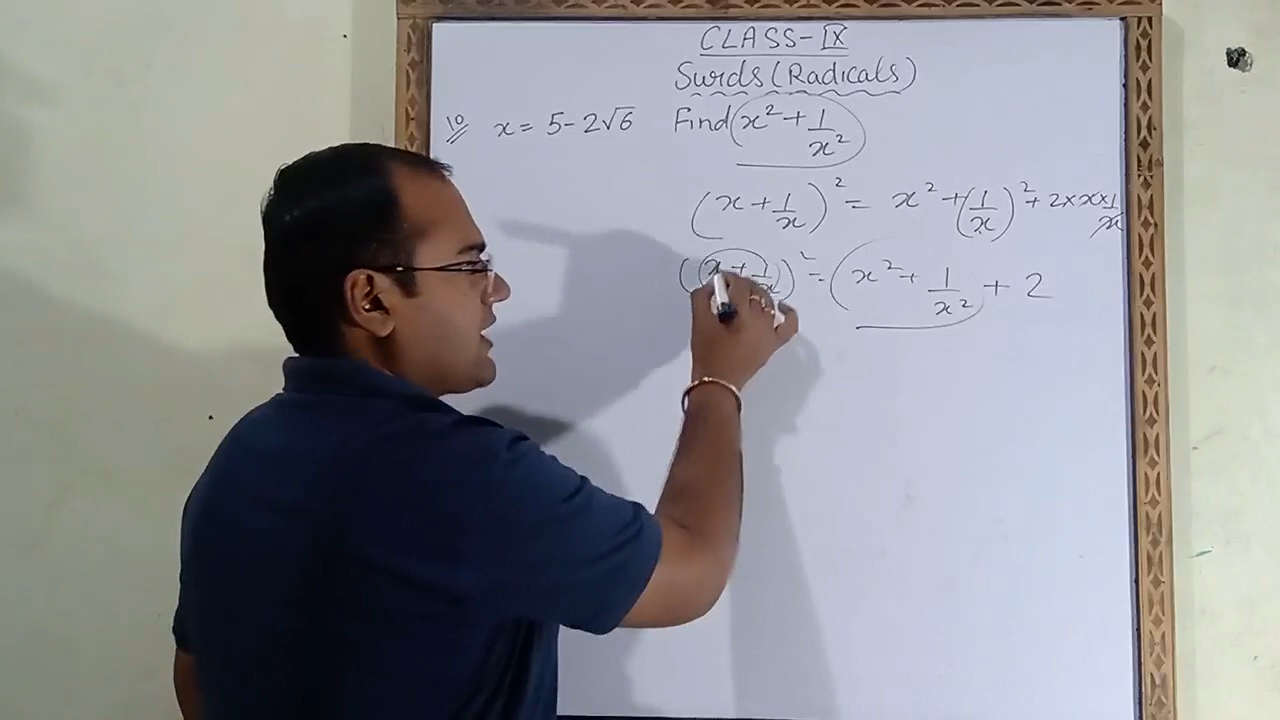 CLASS-IX
Surds (Radicals)
10 x = 5 - 2√6 Find x² + 1/x²
(x + 1/x)² = x² + (1/x)² + 2 × x × 1/x
(x + 1/x)² = (x² + 1/x²) + 2